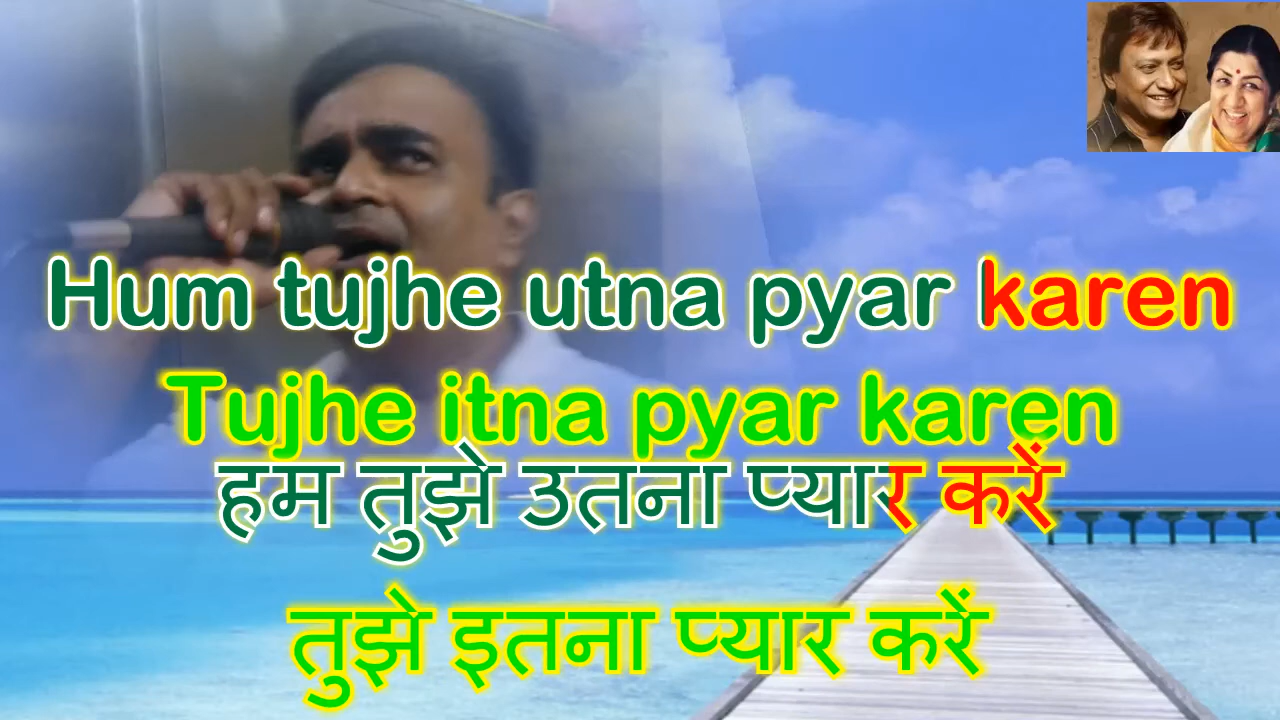 Hum tujhe utna pyar karen
Tujhe itna pyar karen
हम तुझे उतना प्यार करें
तुझे इतना प्यार करें